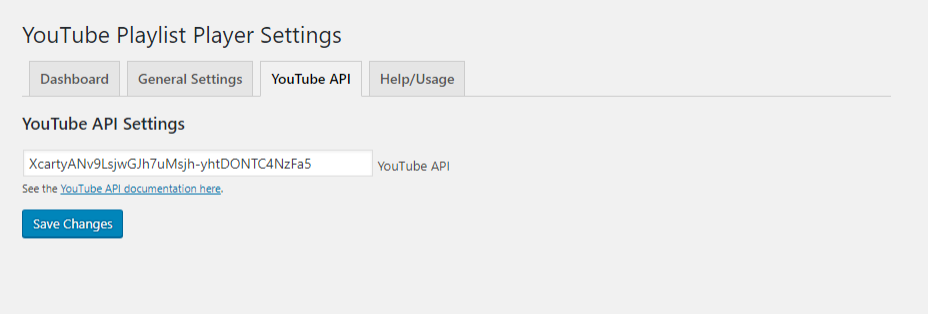 YouTube Playlist Player Settings
Dashboard General Settings YouTube API Help/Usage
YouTube API Settings
XcartyANv9LsjwGJh7uMsjh-yhtDONTC4NzFa5 YouTube API
See the YouTube API documentation here.
Save Changes